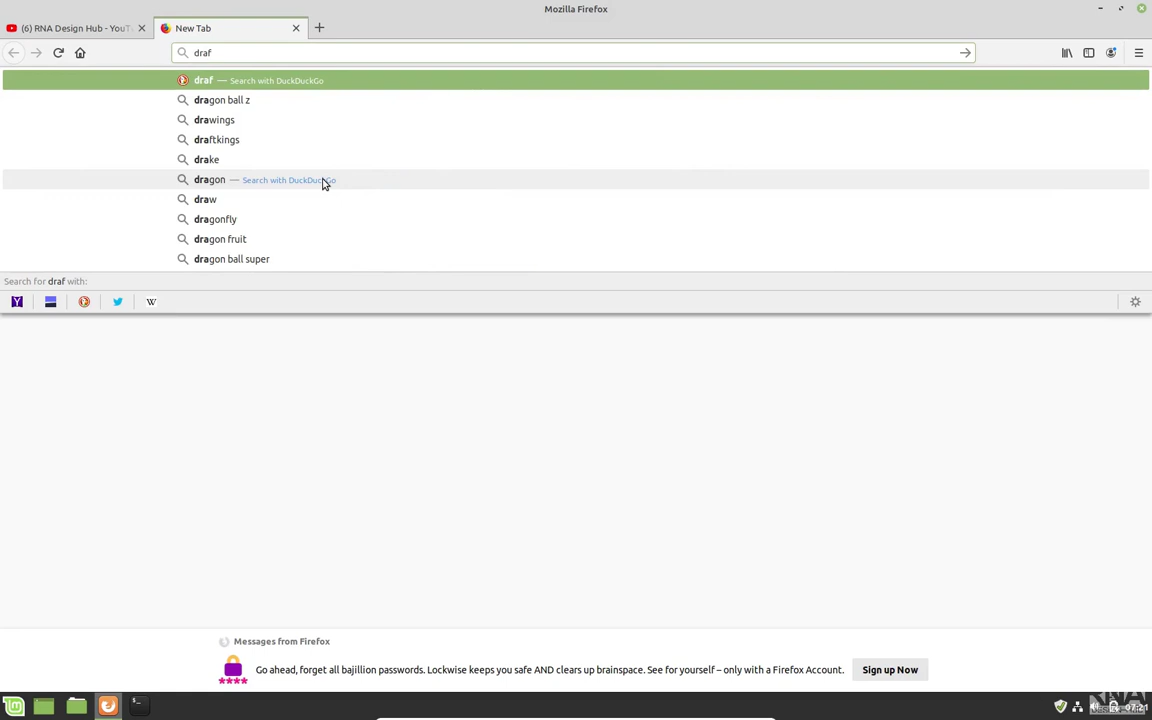 Mozilla Firefox
(6) RNA Design Hub - YouTu
New Tab
draf
draf — Search with DuckDuckGo
dragon ball z
drawings
draftkings
drake
dragon — Search with DuckDuckGo
draw
dragonfly
dragon fruit
dragon ball super
Search for draf with:
Y
W
Messages from Firefox
Go ahead, forget all bajillion passwords. Lockwise keeps you safe AND clears up brainspace. See for yourself – only with a Firefox Account.
Sign up Now
07:21